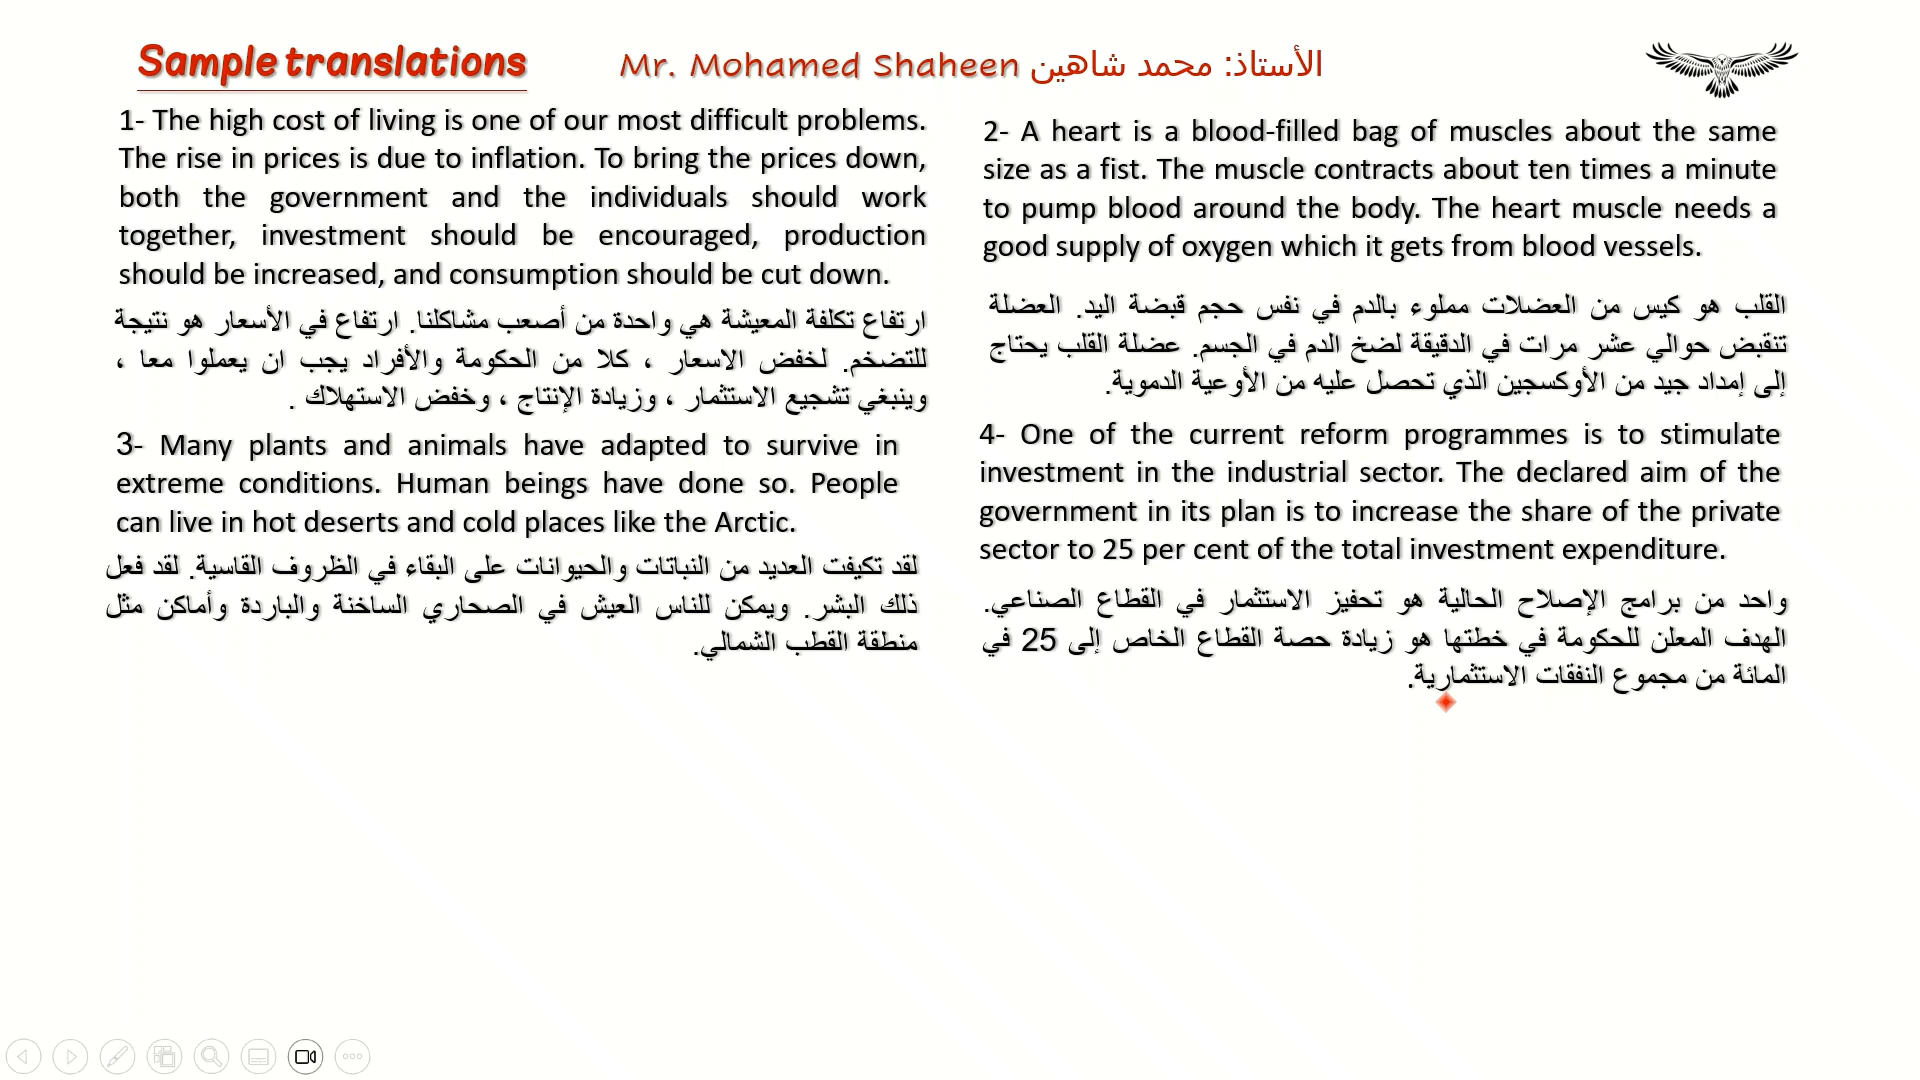 Sample translations
Mr. Mohamed Shaheen الأستاذ: محمد شاهين
1- The high cost of living is one of our most difficult problems.
The rise in prices is due to inflation. To bring the prices down,
both the government and the individuals should work
together, investment should be encouraged, production
should be increased, and consumption should be cut down.
ارتفاع تكلفة المعيشة هي واحدة من أصعب مشاكلنا. ارتفاع في الأسعار هو نتيجة
للتضخم. لخفض الاسعار ، كلا من الحكومة والأفراد يجب ان يعملوا معا ،
وينبغي تشجيع الاستثمار ، وزيادة الإنتاج ، وخفض الاستهلاك .
2- A heart is a blood-filled bag of muscles about the same
size as a fist. The muscle contracts about ten times a minute
to pump blood around the body. The heart muscle needs a
good supply of oxygen which it gets from blood vessels.
القلب هو كيس من العضلات مملوء بالدم في نفس حجم قبضة اليد. العضلة
تنقبض حوالي عشر مرات في الدقيقة لضخ الدم في الجسم. عضلة القلب يحتاج
إلى إمداد جيد من الأوكسجين الذي تحصل عليه من الأوعية الدموية.
3- Many plants and animals have adapted to survive in
extreme conditions. Human beings have done so. People
can live in hot deserts and cold places like the Arctic.
لقد تكيفت العديد من النباتات والحيوانات على البقاء في الظروف القاسية. لقد فعل
ذلك البشر. ويمكن للناس العيش في الصحاري الساخنة والباردة وأماكن مثل
منطقة القطب الشمالي.
4- One of the current reform programmes is to stimulate
investment in the industrial sector. The declared aim of the
government in its plan is to increase the share of the private
sector to 25 per cent of the total investment expenditure.
واحد من برامج الإصلاح الحالية هو تحفيز الاستثمار في القطاع الصناعي.
الهدف المعلن للحكومة في خطتها هو زيادة حصة القطاع الخاص إلى 25 في
المائة من مجموع النفقات الاستثمارية.